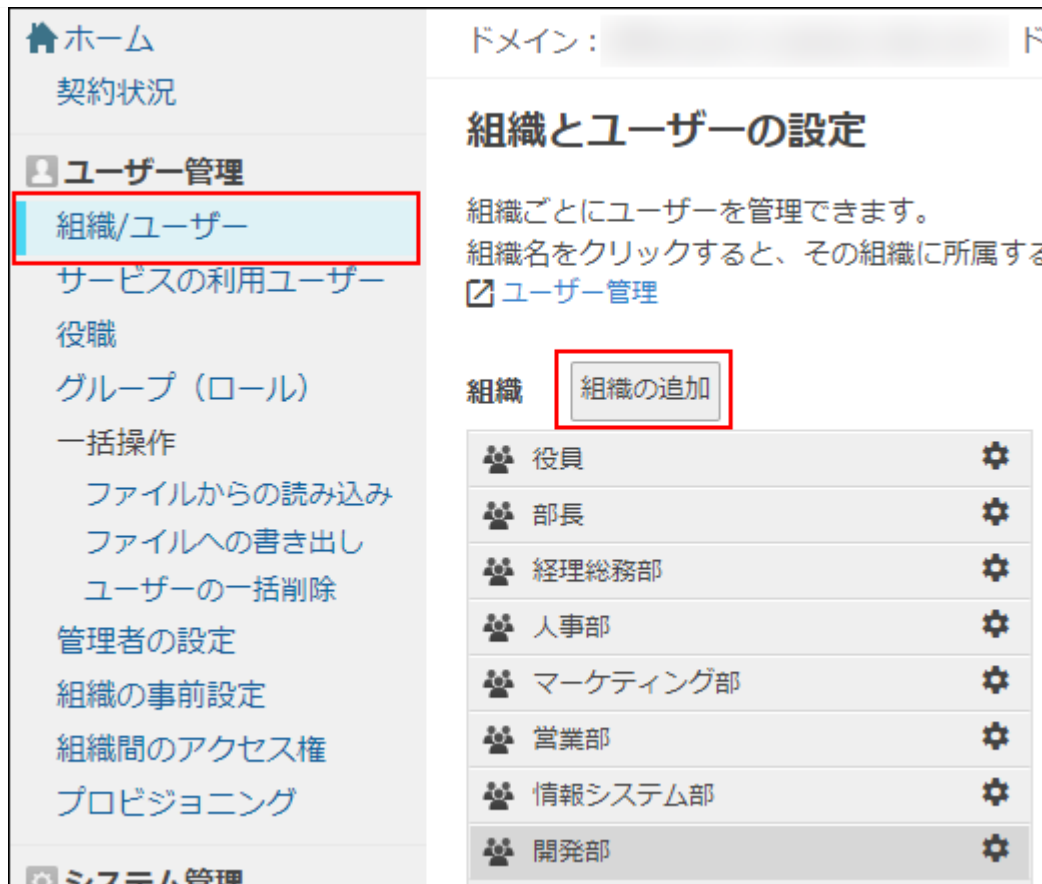 ホーム
契約状況
ユーザー管理
組織/ユーザー
サービスの利用ユーザー
役職
グループ（ロール）
一括操作
ファイルからの読み込み
ファイルへの書き出し
ユーザーの一括削除
管理者の設定
組織の事前設定
組織間のアクセス権
プロビジョニング
システム管理
ドメイン： ド
組織とユーザーの設定
組織ごとにユーザーを管理できます。
組織名をクリックすると、その組織に所属する
ユーザー管理
組織 組織の追加
役員
部長
経理総務部
人事部
マーケティング部
営業部
情報システム部
開発部